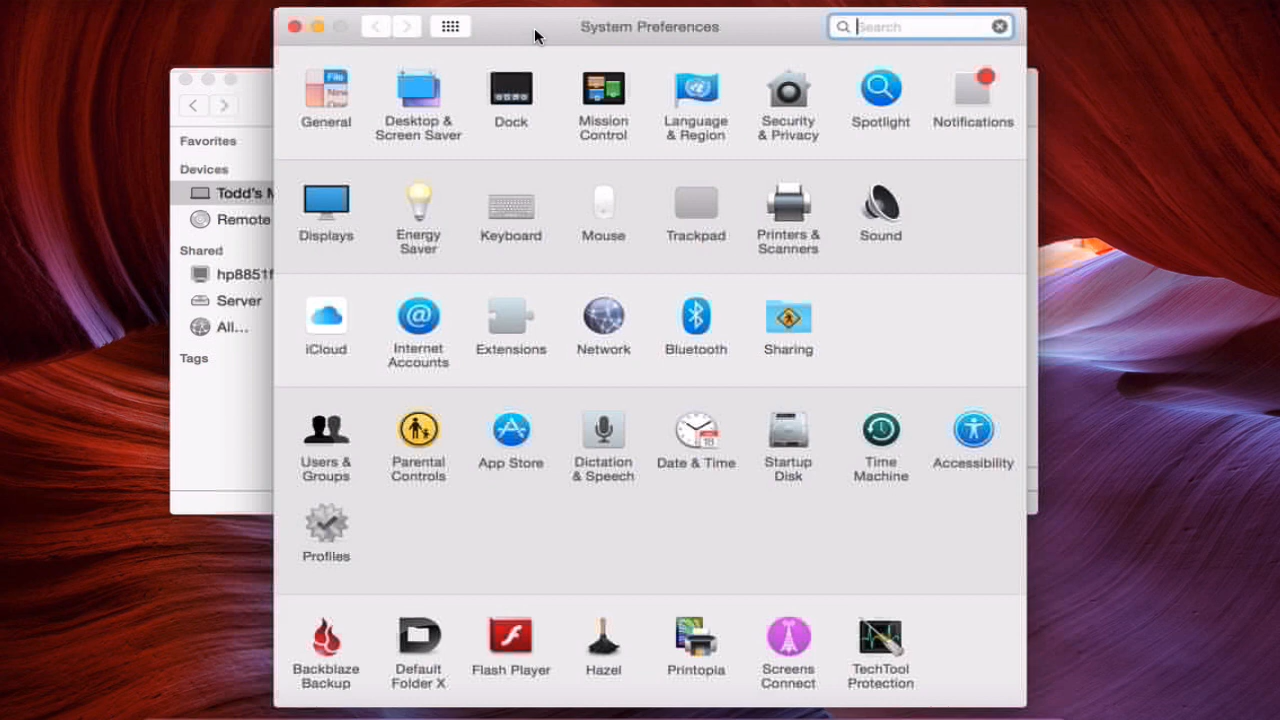 System Preferences
Search
File
New
General
Desktop &
Screen Saver
Dock
Mission
Control
Language
& Region
Security
& Privacy
Spotlight
Notifications
Displays
Energy
Saver
Keyboard
Mouse
Trackpad
Printers &
Scanners
Sound
iCloud
Internet
Accounts
Extensions
Network
Bluetooth
Sharing
Users &
Groups
Parental
Controls
App Store
Dictation
& Speech
18
Date & Time
Startup
Disk
Time
Machine
Accessibility
Profiles
Backblaze
Backup
Default
Folder X
Flash Player
Hazel
Printopia
Screens
Connect
TechTool
Protection
Favorites
Devices
Todd's M
Remote
Shared
hp8851f
Server
All...
Tags